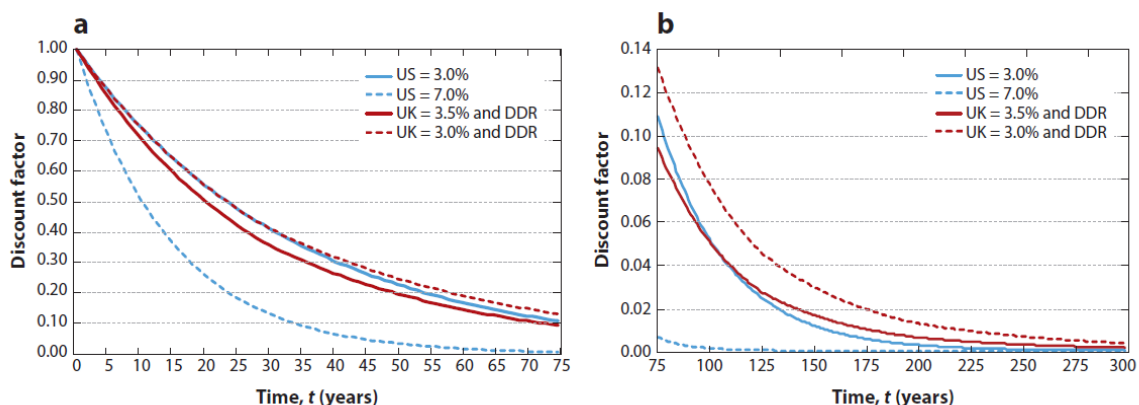 a
Discount factor
1.00
0.90
0.80
0.70
0.60
0.50
0.40
0.30
0.20
0.10
0.00
US = 3.0%
US = 7.0%
UK = 3.5% and DDR
UK = 3.0% and DDR
0 5 10 15 20 25 30 35 40 45 50 55 60 65 70 75
Time, t (years)
b
Discount factor
0.14
0.12
0.10
0.08
0.06
0.04
0.02
0.00
US = 3.0%
US = 7.0%
UK = 3.5% and DDR
UK = 3.0% and DDR
75 100 125 150 175 200 225 250 275 300
Time, t (years)